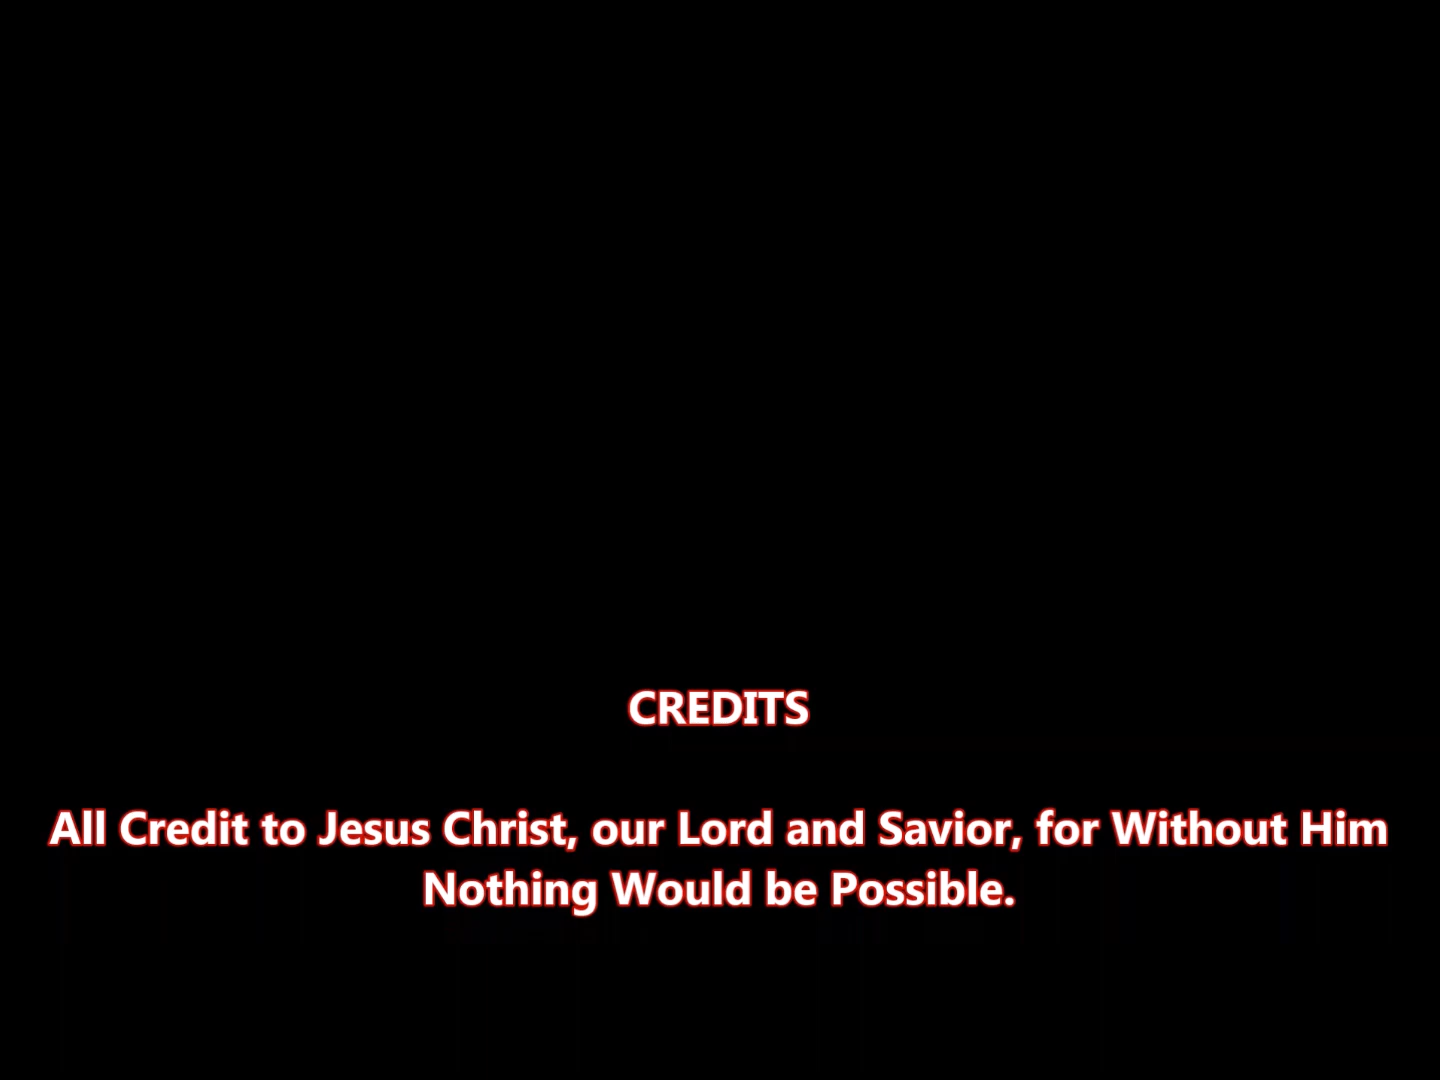 CREDITS
All Credit to Jesus Christ, our Lord and Savior, for Without Him
Nothing Would be Possible.